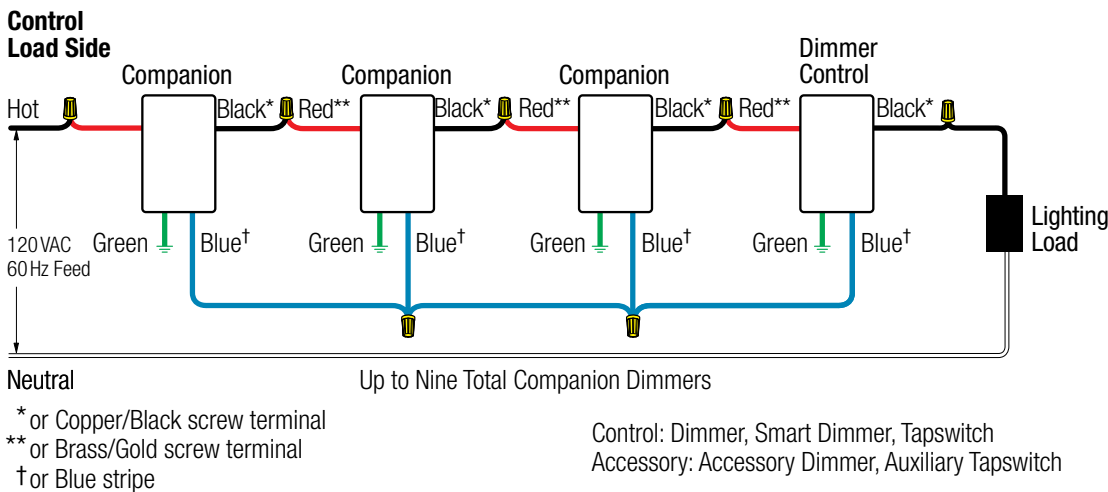 Control
Load Side
Companion
Companion
Companion
Dimmer
Control
Hot
Black*
Red**
Black*
Red**
Black*
Red**
Black*
120 VAC
60 Hz Feed
Green
Blue†
Green
Blue†
Green
Blue†
Green
Blue†
Lighting
Load
Neutral
Up to Nine Total Companion Dimmers
* or Copper/Black screw terminal
** or Brass/Gold screw terminal
† or Blue stripe
Control: Dimmer, Smart Dimmer, Tapswitch
Accessory: Accessory Dimmer, Auxiliary Tapswitch